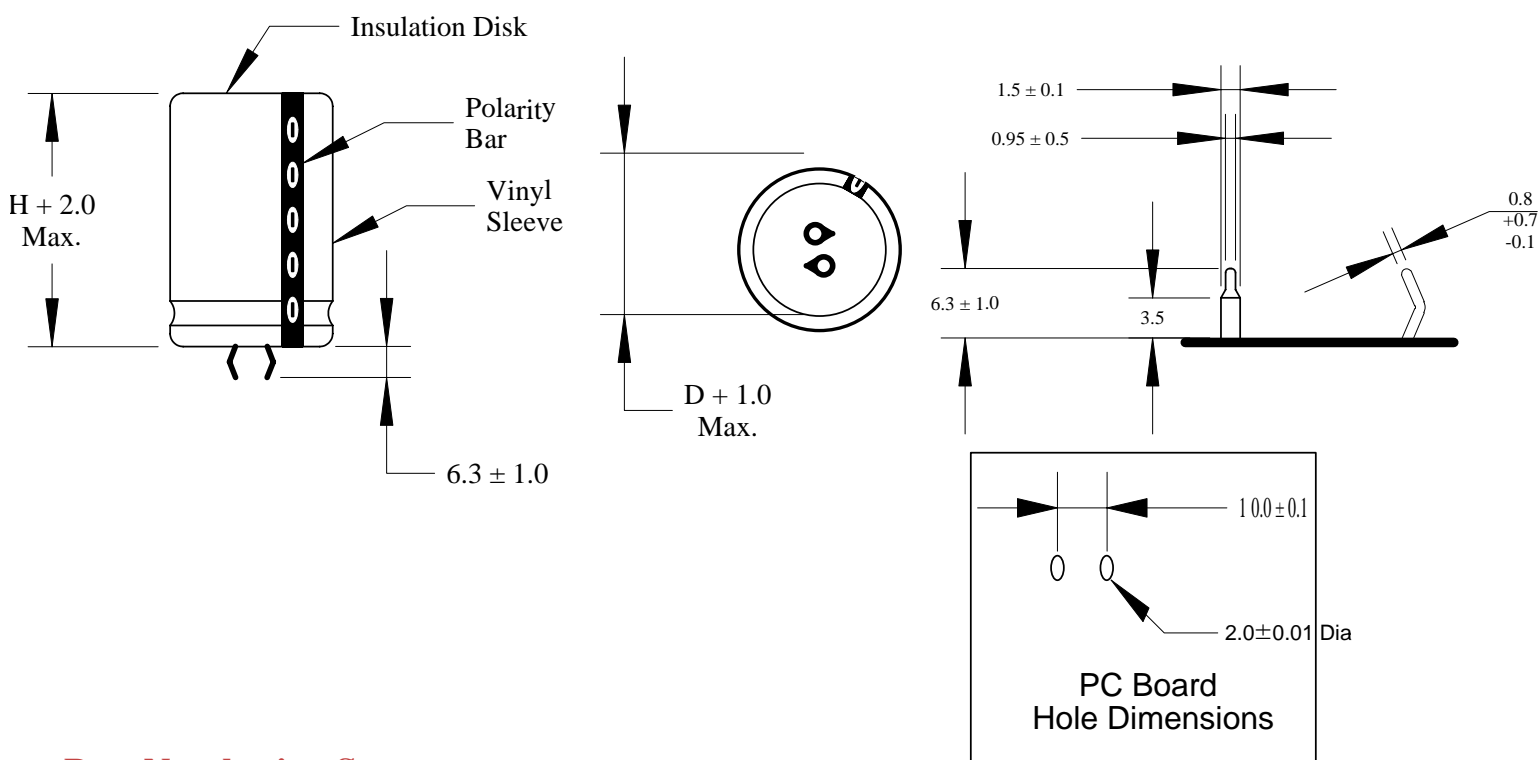 Insulation Disk
Polarity
Bar
Vinyl
Sleeve
H + 2.0
Max.
6.3 ± 1.0
D + 1.0
Max.
1.5 ± 0.1
0.95 ± 0.5
6.3 ± 1.0
3.5
0.8
+0.7
-0.1
10.0±0.1
2.0±0.01 Dia
PC Board
Hole Dimensions